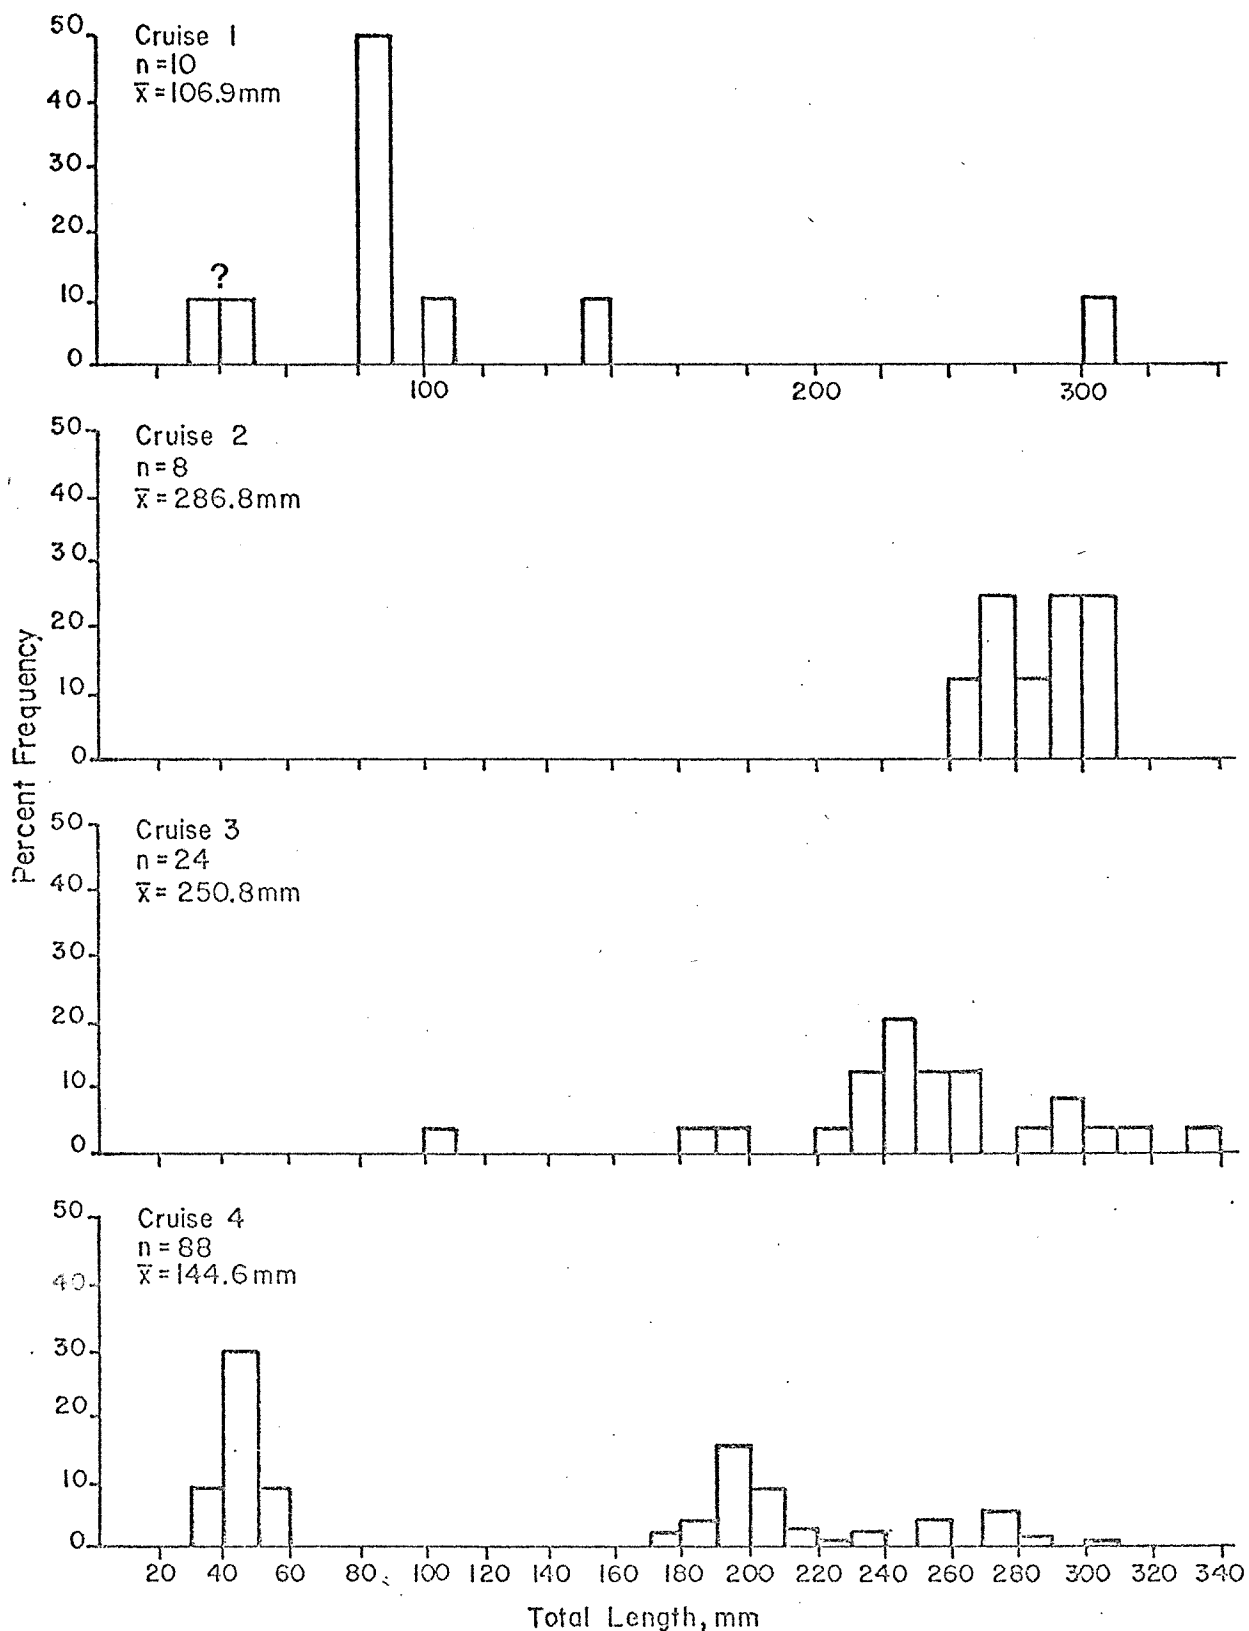 Percent Frequency
Cruise 1
n=10
x̄=106.9mm
50
40
30
20
10
0
?
100 200 300
Cruise 2
n=8
x̄=286.8mm
50
40
30
20
10
0
Cruise 3
n=24
x̄=250.8mm
50
40
30
20
10
0
Cruise 4
n=88
x̄=144.6mm
50
40
30
20
10
0
20 40 60 80 100 120 140 160 180 200 220 240 260 280 300 320 340
Total Length, mm